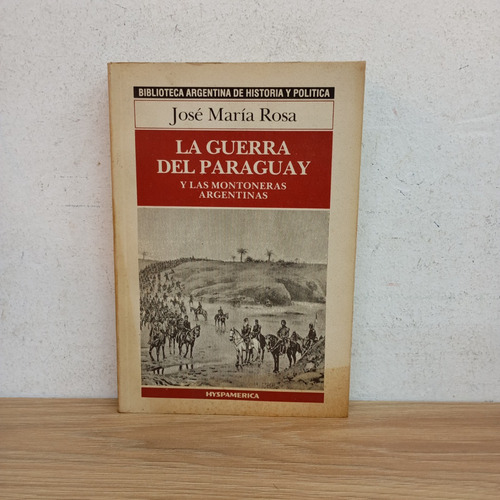 BIBLIOTECA ARGENTINA DE HISTORIA Y POLITICA
José María Rosa
LA GUERRA
DEL PARAGUAY
Y LAS MONTONERAS
ARGENTINAS
HYSPAMERICA